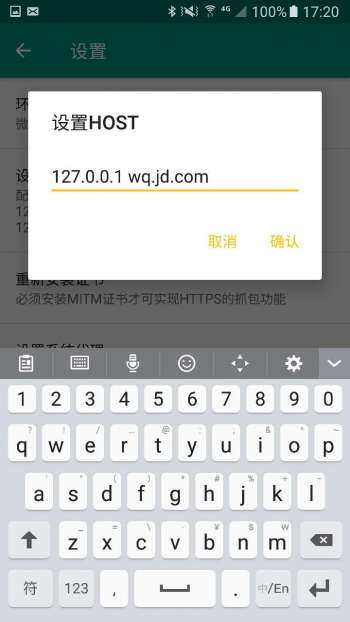 4G 100% 17:20
设置
环
微
设置HOST
127.0.0.1 wq.jd.com
取消 确认
设
配
12
12
重新安装证书
必须安装MITM证书才可实现HTTPS的抓包功能
设置系统代理
1 2 3 4 5 6 7 8 9 0
q w e r t y u i o p
a s d f g h j k l
z x c v b n m
符 123 , . 中/En